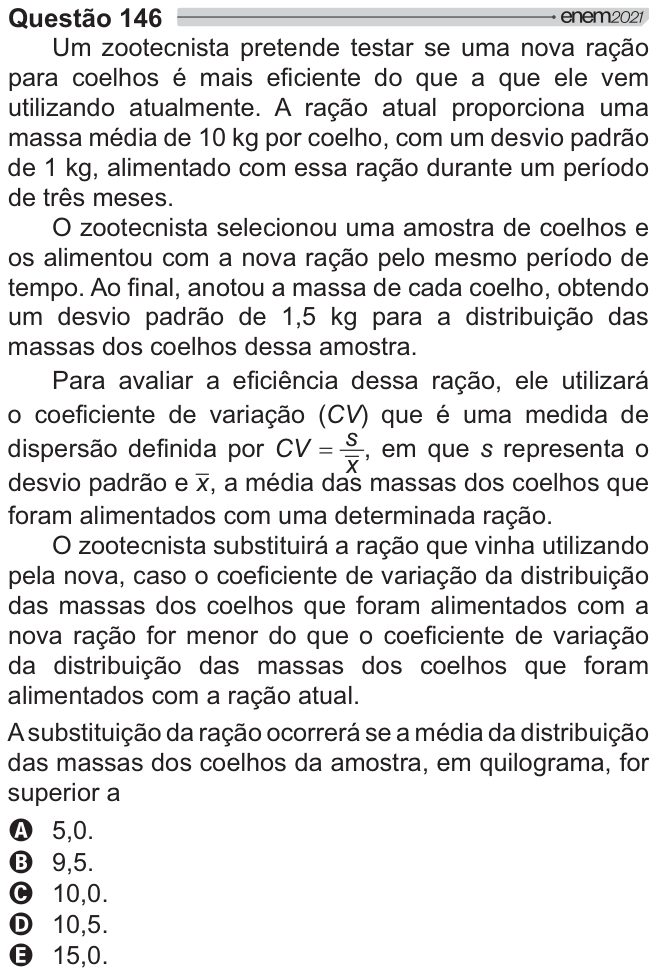 Questão 146 enem2021
Um zootecnista pretende testar se uma nova ração
para coelhos é mais eficiente do que a que ele vem
utilizando atualmente. A ração atual proporciona uma
massa média de 10 kg por coelho, com um desvio padrão
de 1 kg, alimentado com essa ração durante um período
de três meses.
O zootecnista selecionou uma amostra de coelhos e
os alimentou com a nova ração pelo mesmo período de
tempo. Ao final, anotou a massa de cada coelho, obtendo
um desvio padrão de 1,5 kg para a distribuição das
massas dos coelhos dessa amostra.
Para avaliar a eficiência dessa ração, ele utilizará
o coeficiente de variação (CV) que é uma medida de
dispersão definida por CV = s/x̅, em que s representa o
desvio padrão e x̅, a média das massas dos coelhos que
foram alimentados com uma determinada ração.
O zootecnista substituirá a ração que vinha utilizando
pela nova, caso o coeficiente de variação da distribuição
das massas dos coelhos que foram alimentados com a
nova ração for menor do que o coeficiente de variação
da distribuição das massas dos coelhos que foram
alimentados com a ração atual.
A substituição da ração ocorrerá se a média da distribuição
das massas dos coelhos da amostra, em quilograma, for
superior a
A 5,0.
B 9,5.
C 10,0.
D 10,5.
E 15,0.